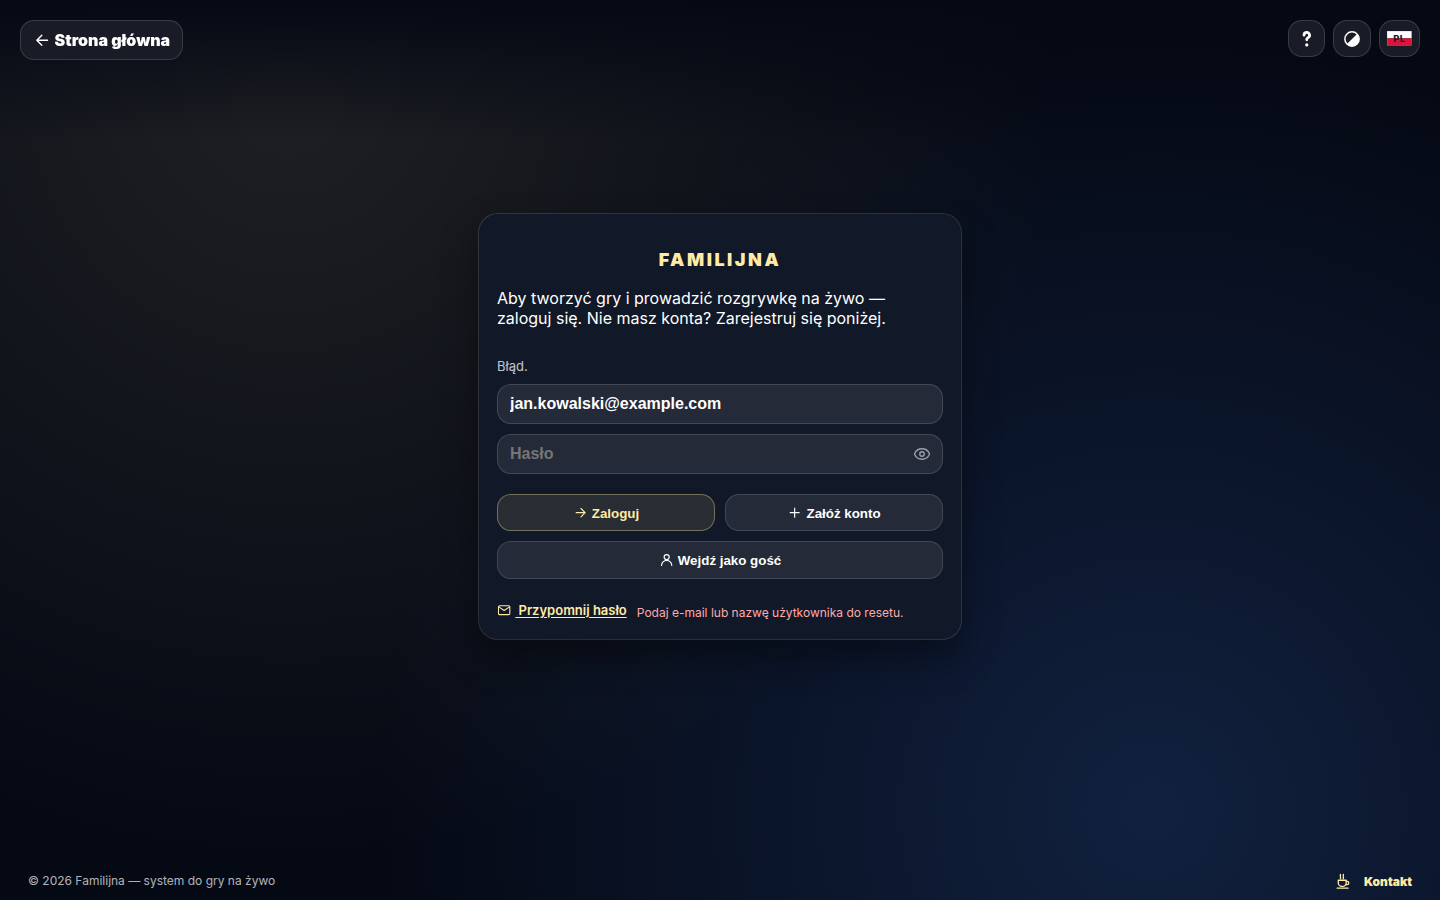 Strona główna
?
PL
FAMILIJNA
Aby tworzyć gry i prowadzić rozgrywkę na żywo —
zaloguj się. Nie masz konta? Zarejestruj się poniżej.
Błąd.
jan.kowalski@example.com
Hasło
Zaloguj
Załóż konto
Wejdź jako gość
Przypomnij hasło
Podaj e-mail lub nazwę użytkownika do resetu.
© 2026 Familijna — system do gry na żywo
Kontakt